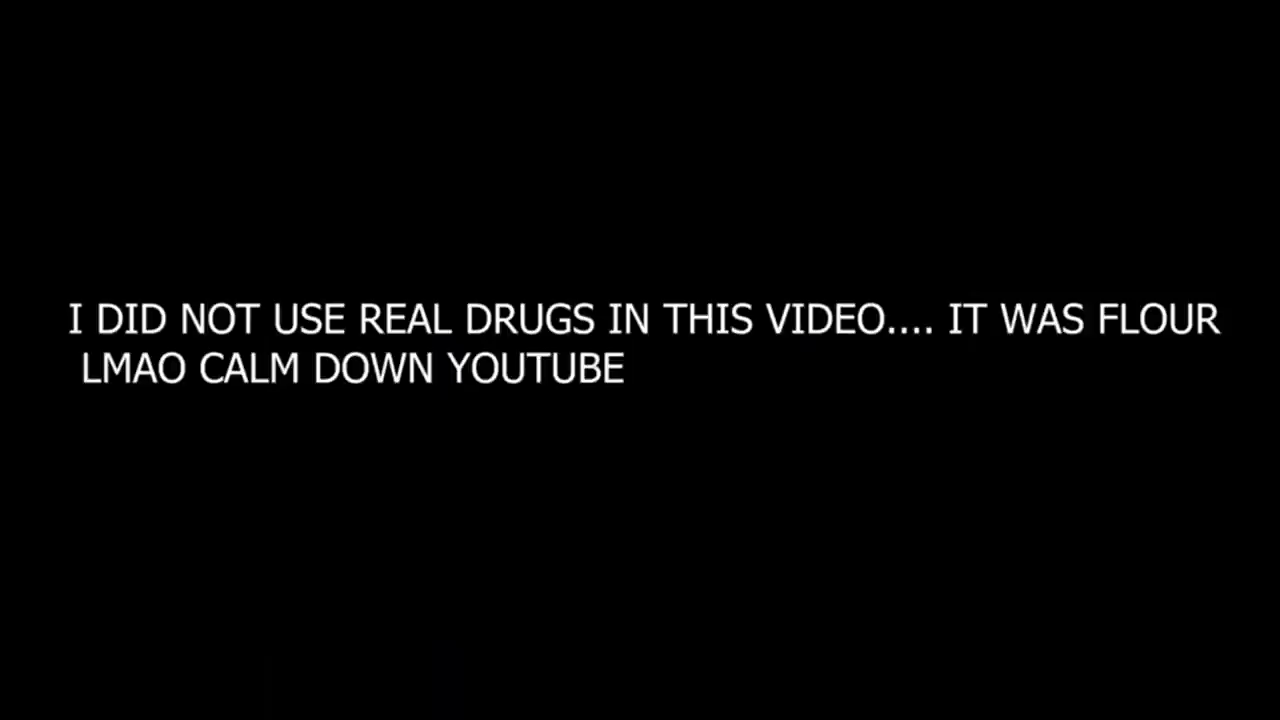 I DID NOT USE REAL DRUGS IN THIS VIDEO.... IT WAS FLOUR
LMAO CALM DOWN YOUTUBE